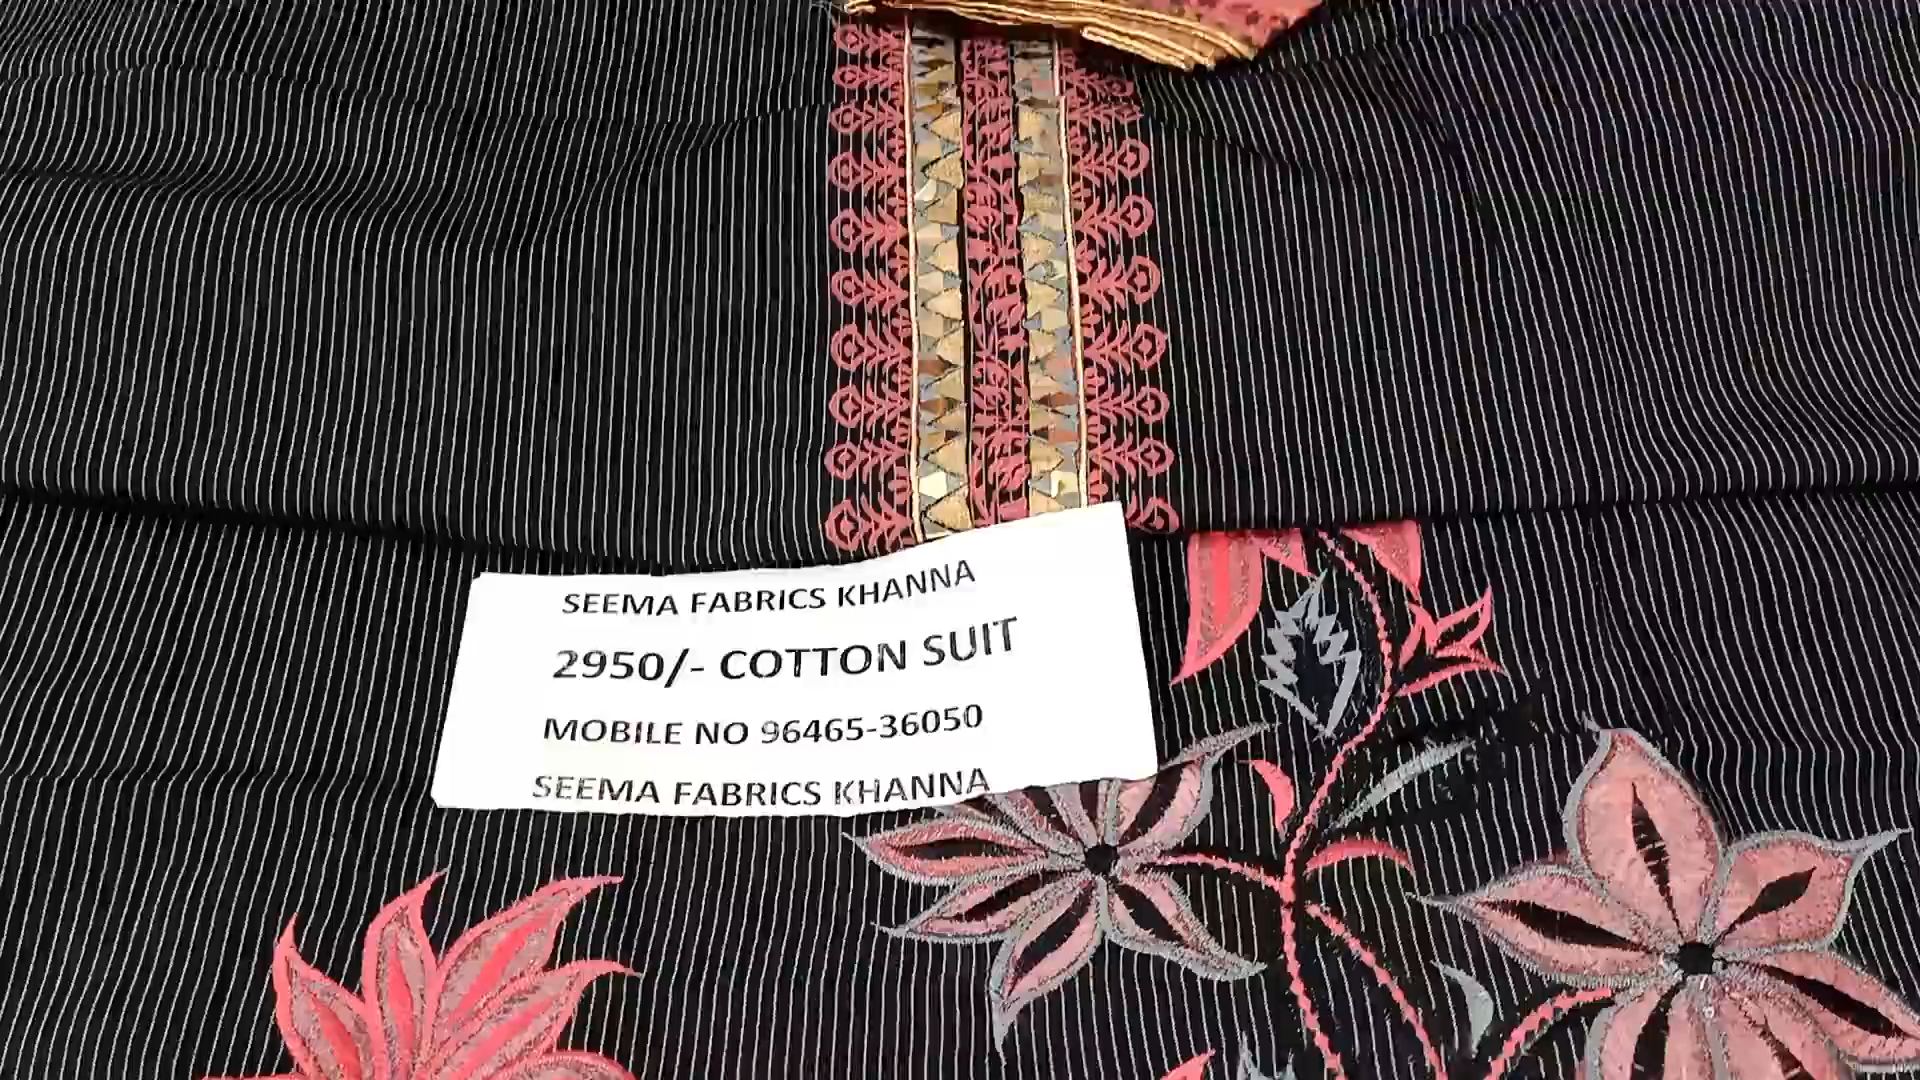 SEEMA FABRICS KHANNA
2950/- COTTON SUIT
MOBILE NO 96465-36050
SEEMA FABRICS KHANNA